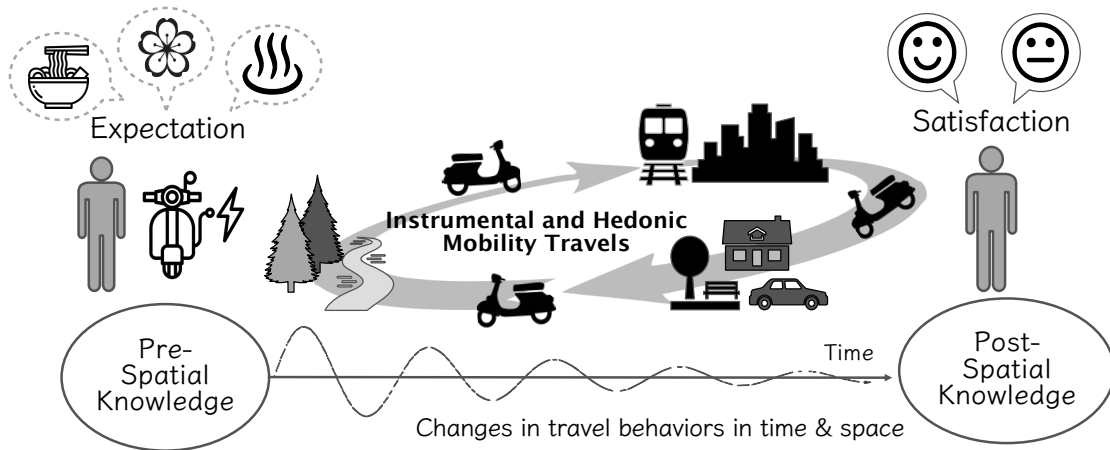 Expectation
Satisfaction
Instrumental and Hedonic
Mobility Travels
Pre-
Spatial
Knowledge
Time
Post-
Spatial
Knowledge
Changes in travel behaviors in time & space